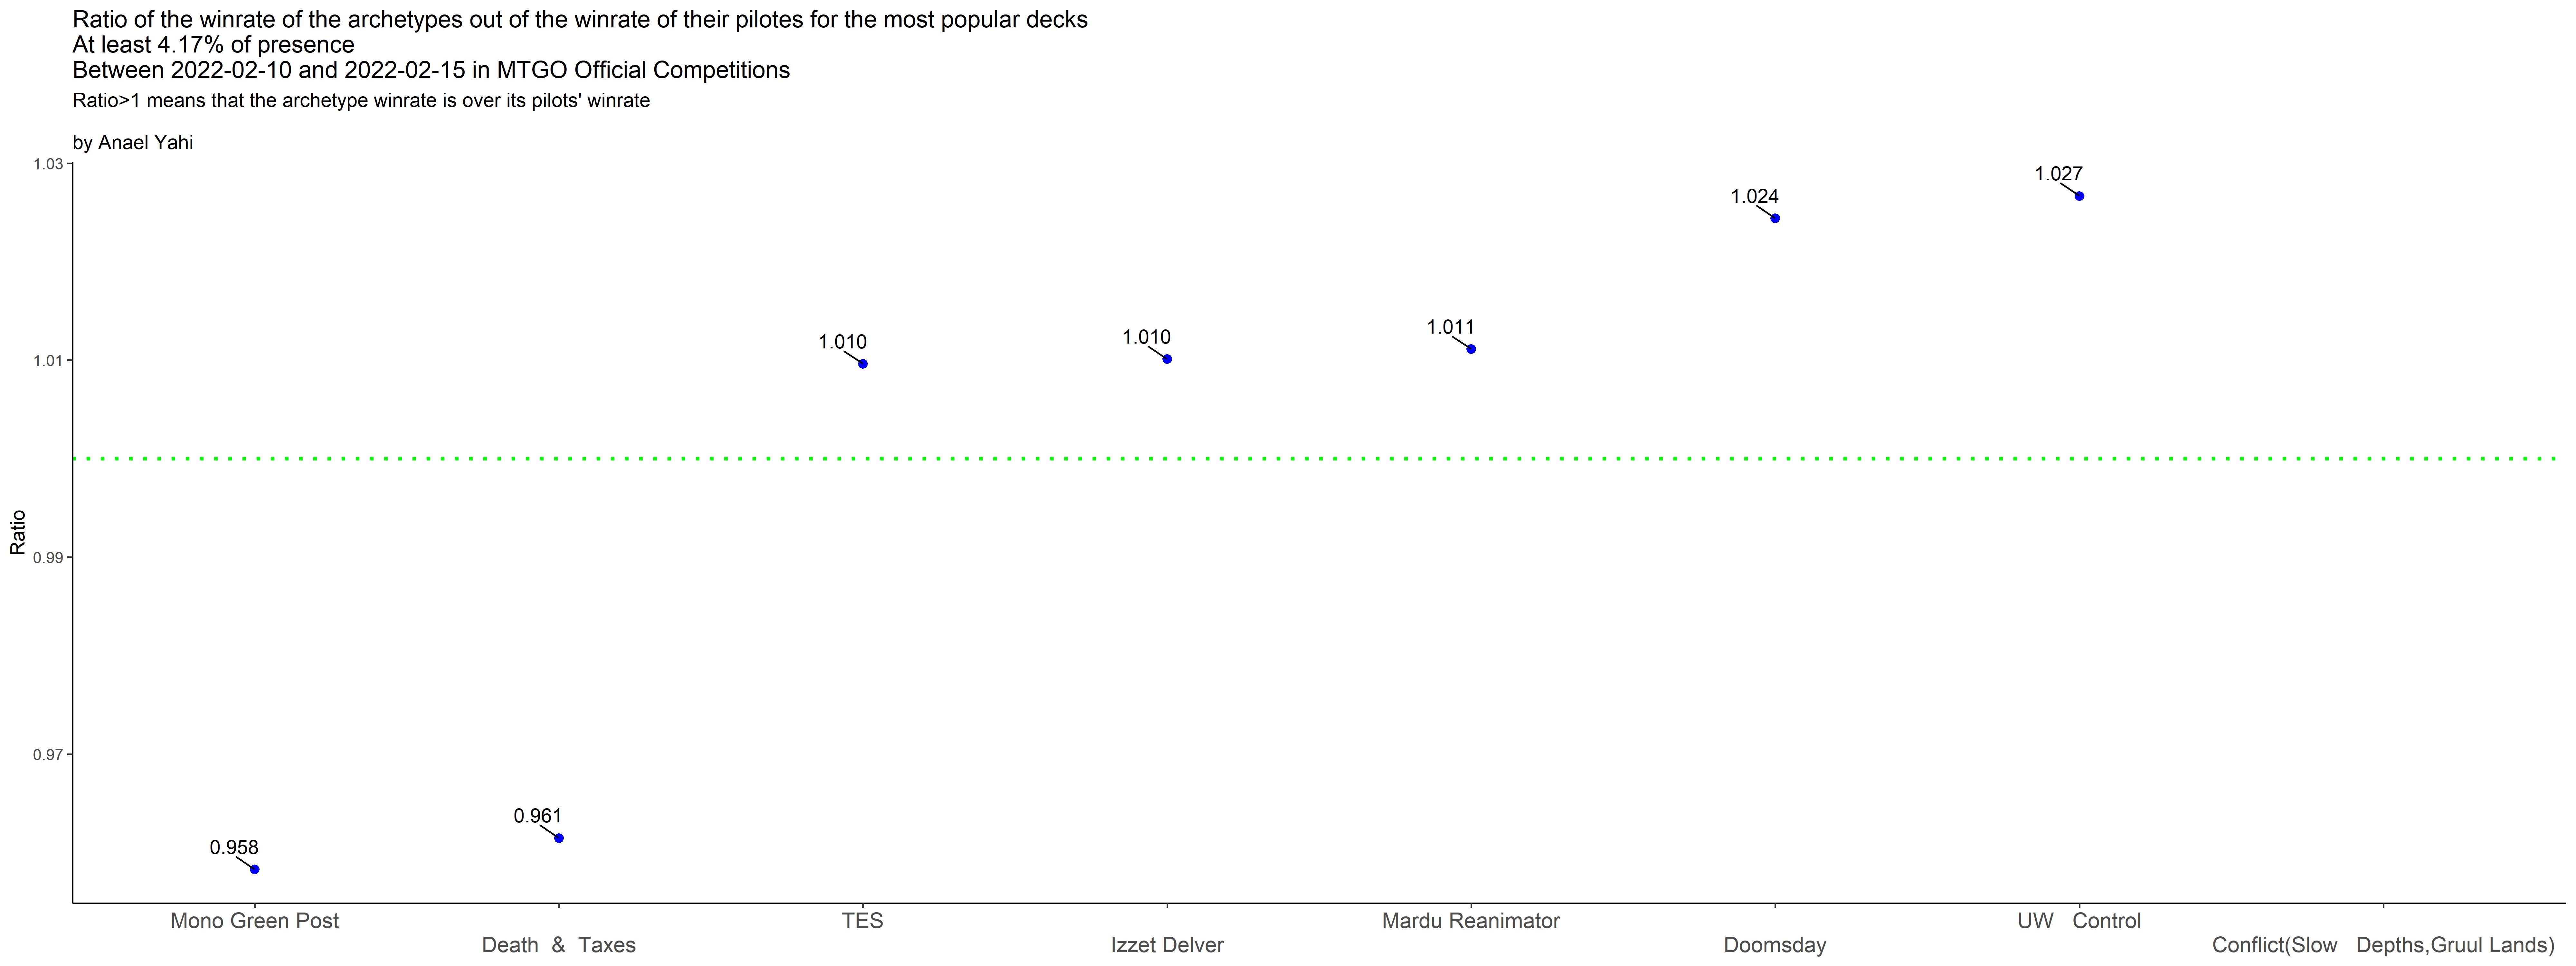 Ratio of the winrate of the archetypes out of the winrate of their pilotes for the most popular decks
At least 4.17% of presence
Between 2022-02-10 and 2022-02-15 in MTGO Official Competitions
Ratio>1 means that the archetype winrate is over its pilots' winrate
by Anael Yahi
1.03
1.01
0.99
0.97
Ratio
0.958
0.961
1.010
1.010
1.011
1.024
1.027
Mono Green Post
Death & Taxes
TES
Izzet Delver
Mardu Reanimator
Doomsday
UW Control
Conflict(Slow Depths,Gruul Lands)